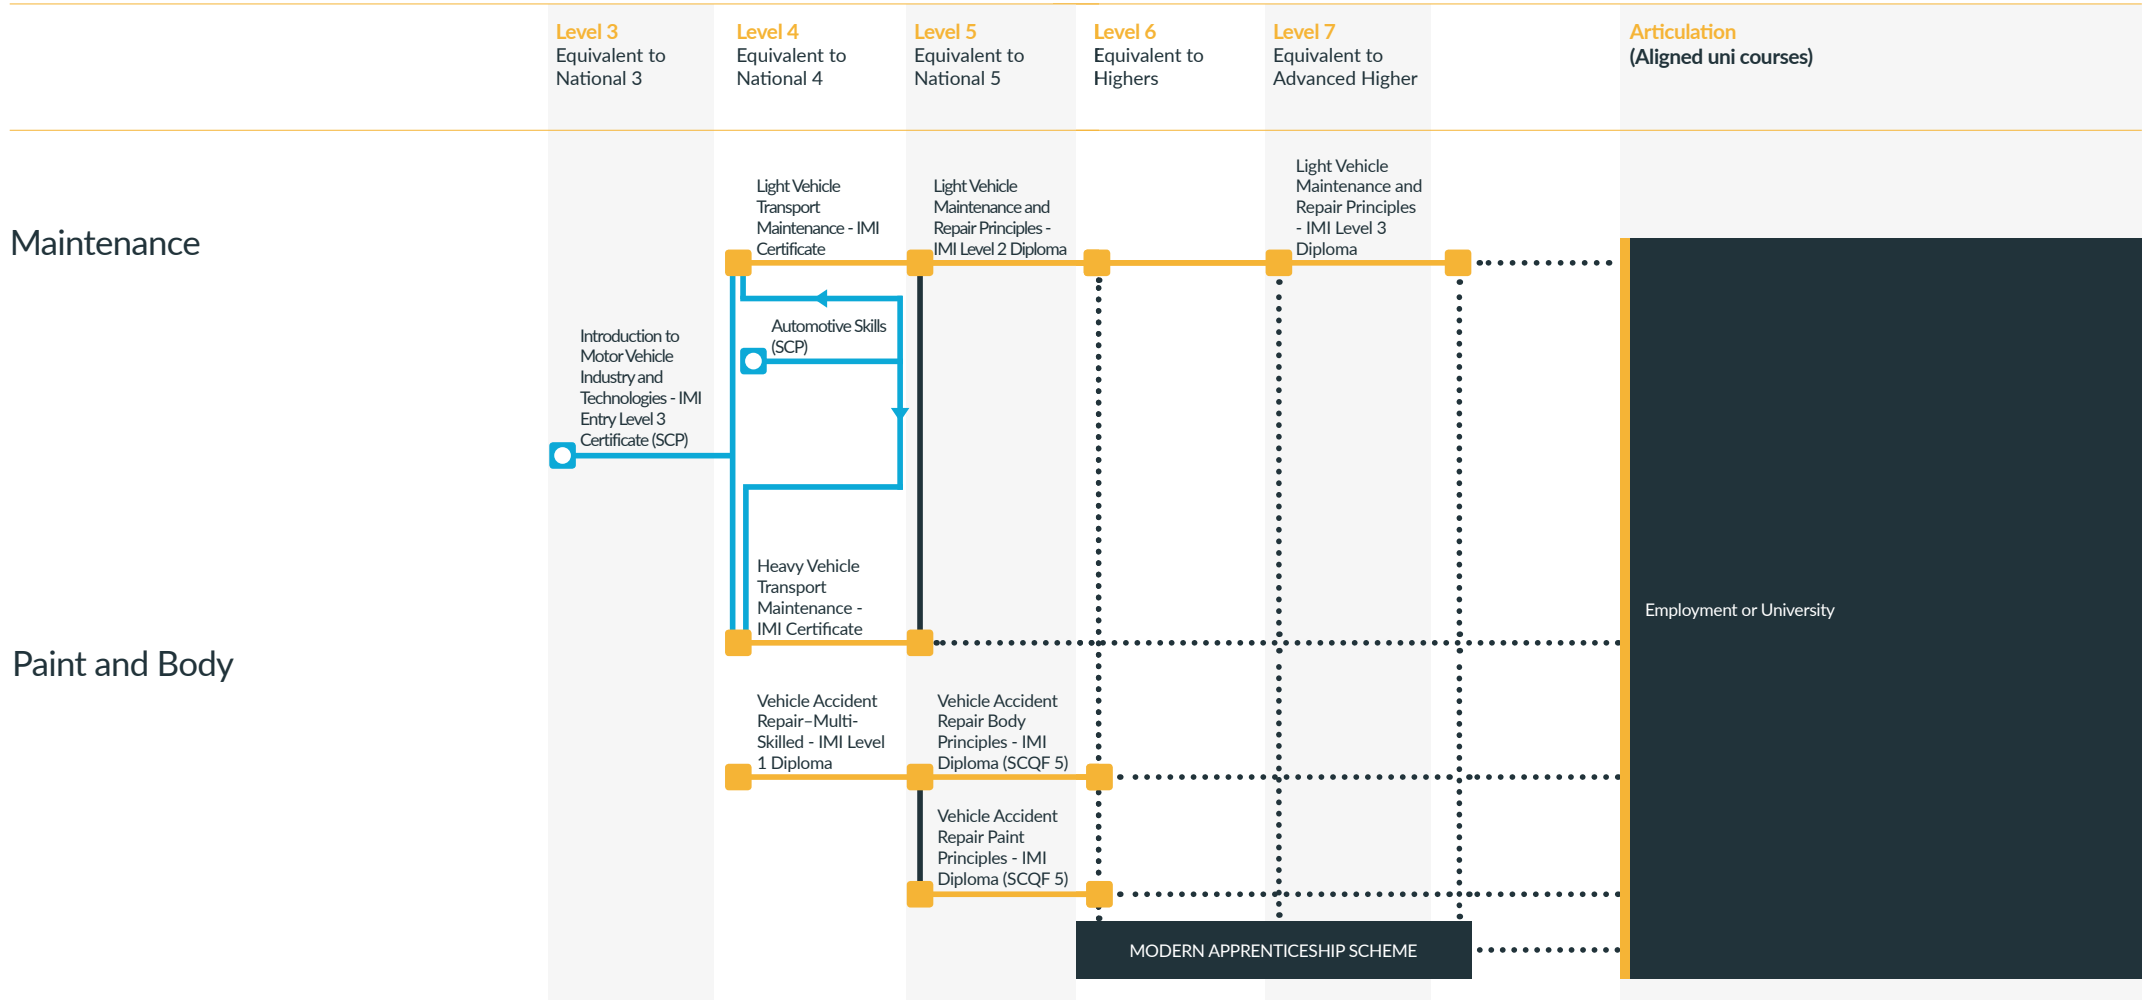 Level 3
Equivalent to
National 3
Level 4
Equivalent to
National 4
Level 5
Equivalent to
National 5
Level 6
Equivalent to
Highers
Level 7
Equivalent to
Advanced Higher
Articulation
(Aligned uni courses)
Maintenance
Light Vehicle
Transport
Maintenance - IMI
Certificate
Light Vehicle
Maintenance and
Repair Principles -
IMI Level 2 Diploma
Light Vehicle
Maintenance and
Repair Principles
- IMI Level 3
Diploma
Automotive Skills
(SCP)
Introduction to
Motor Vehicle
Industry and
Technologies - IMI
Entry Level 3
Certificate (SCP)
Heavy Vehicle
Transport
Maintenance -
IMI Certificate
Employment or University
Paint and Body
Vehicle Accident
Repair–Multi-
Skilled - IMI Level
1 Diploma
Vehicle Accident
Repair Body
Principles - IMI
Diploma (SCQF 5)
Vehicle Accident
Repair Paint
Principles - IMI
Diploma (SCQF 5)
MODERN APPRENTICESHIP SCHEME